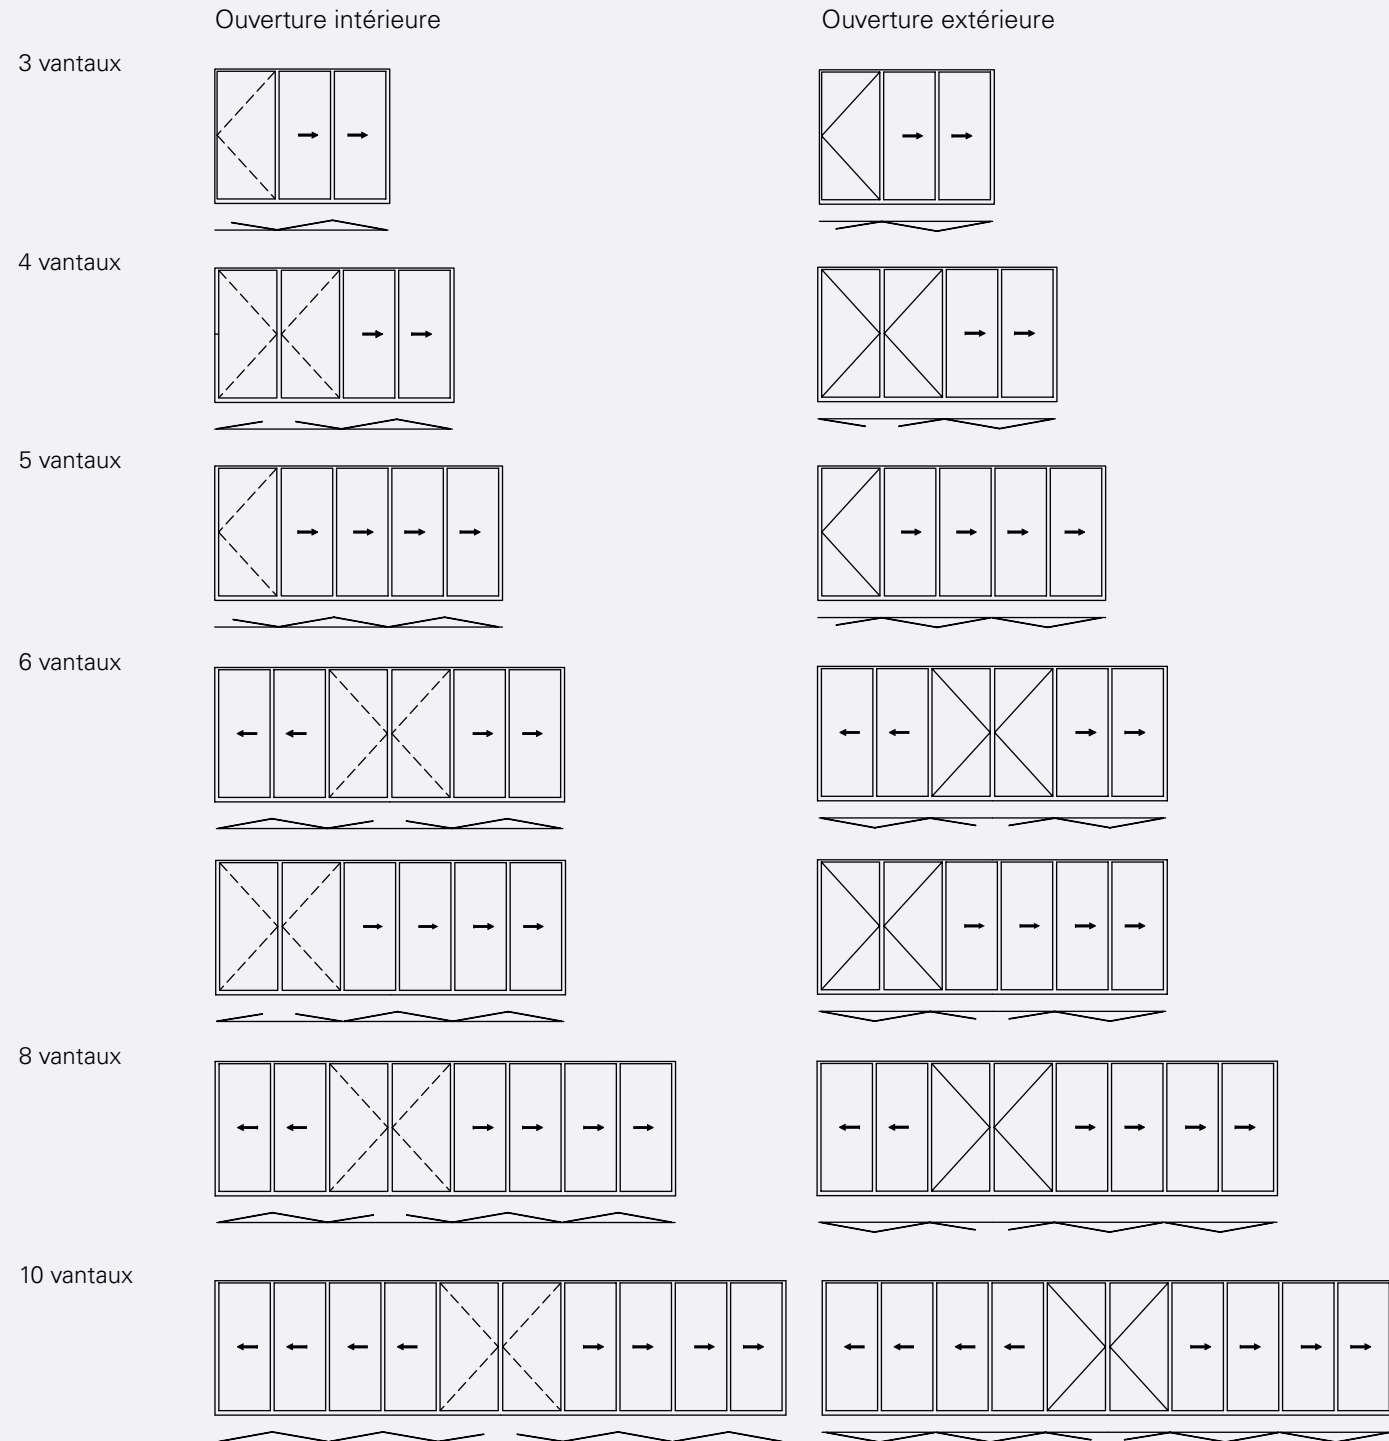 Ouverture intérieure
Ouverture extérieure
3 vantaux
4 vantaux
5 vantaux
6 vantaux
8 vantaux
10 vantaux